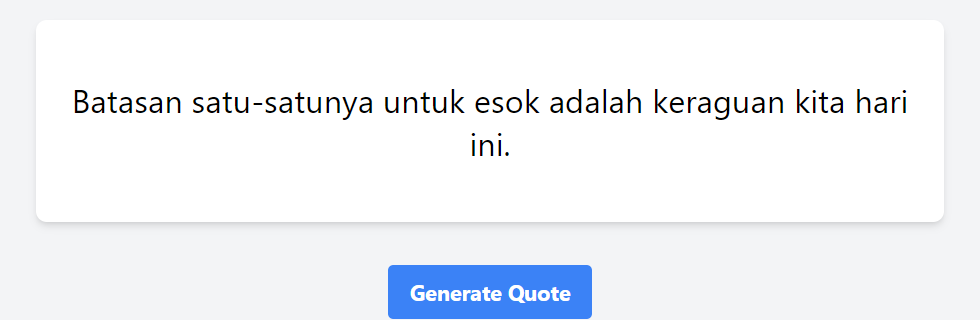 Batasan satu-satunya untuk esok adalah keraguan kita hari
ini.
Generate Quote